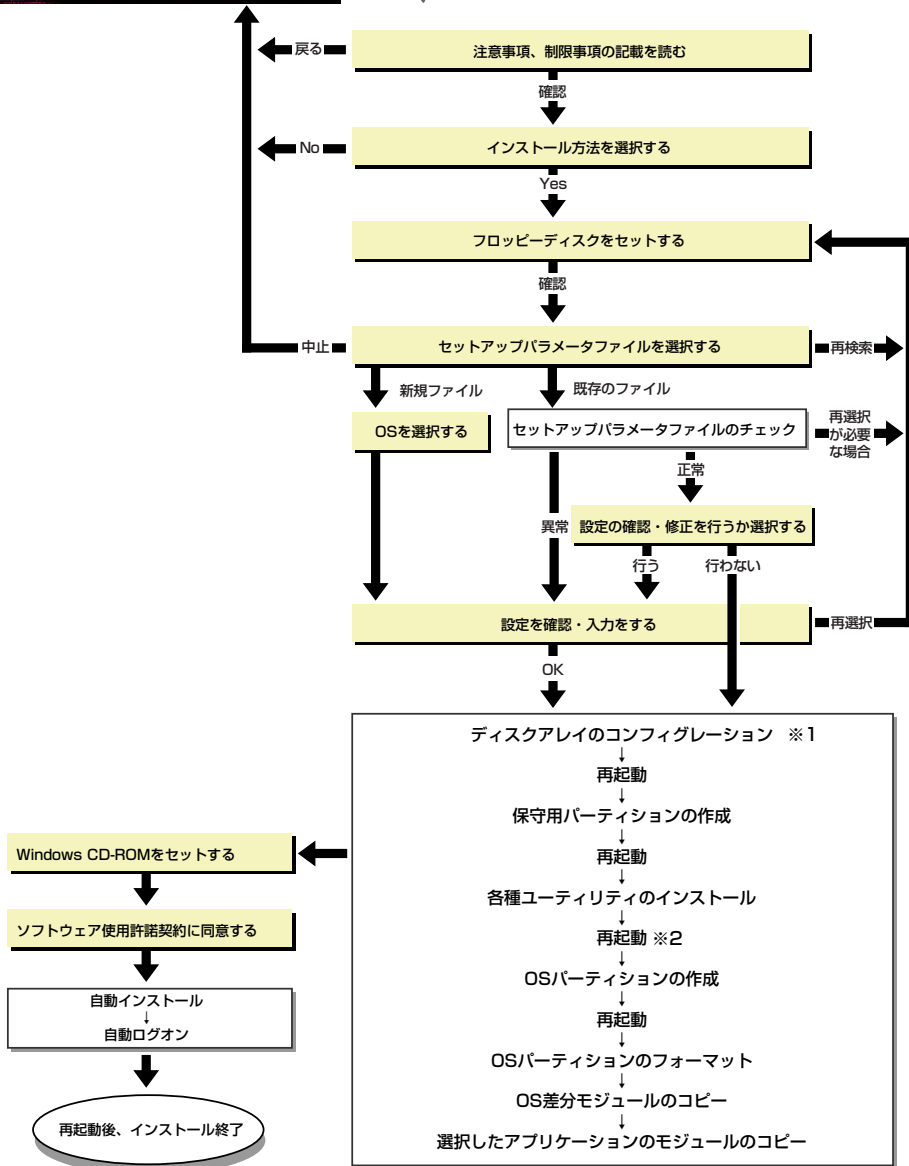 戻る
注意事項、制限事項の記載を読む
確認
No
インストール方法を選択する
Yes
フロッピーディスクをセットする
確認
中止
セットアップパラメータファイルを選択する
再検索
新規ファイル
既存のファイル
OSを選択する
セットアップパラメータファイルのチェック
再選択
が必要
な場合
正常
異常
設定の確認・修正を行うか選択する
行う
行わない
設定を確認・入力をする
再選択
OK
ディスクアレイのコンフィグレーション ※1
↓
再起動
↓
保守用パーティションの作成
↓
再起動
↓
各種ユーティリティのインストール
↓
再起動 ※2
↓
OSパーティションの作成
↓
再起動
↓
OSパーティションのフォーマット
↓
OS差分モジュールのコピー
↓
選択したアプリケーションのモジュールのコピー
Windows CD-ROMをセットする
ソフトウェア使用許諾契約に同意する
自動インストール
↓
自動ログオン
再起動後、インストール終了